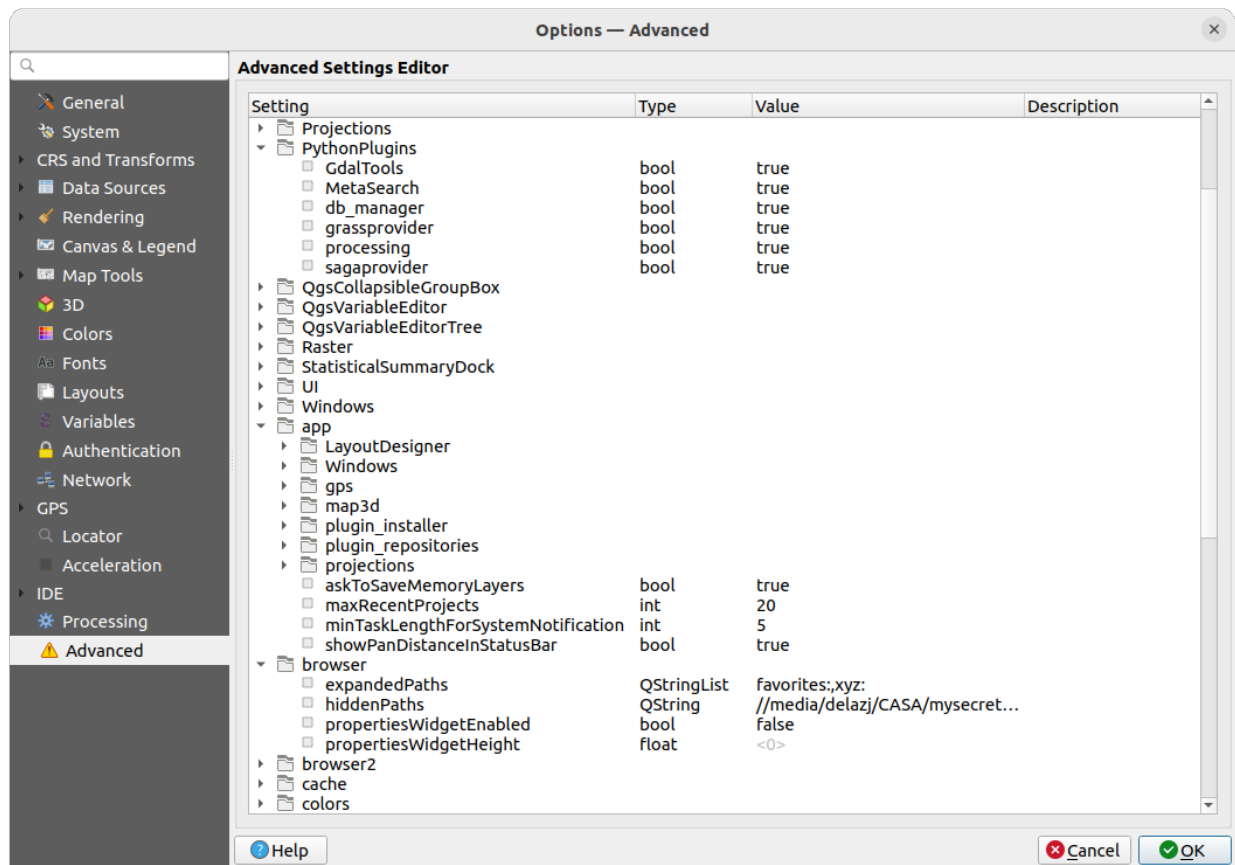 Options — Advanced
Advanced Settings Editor
General
System
CRS and Transforms
Data Sources
Rendering
Canvas & Legend
Map Tools
3D
Colors
Aa Fonts
Layouts
ε Variables
Authentication
Network
GPS
Locator
Acceleration
IDE
Processing
Advanced
Setting Type Value Description
Projections
PythonPlugins
GdalTools bool true
MetaSearch bool true
db_manager bool true
grassprovider bool true
processing bool true
sagaprovider bool true
QgsCollapsibleGroupBox
QgsVariableEditor
QgsVariableEditorTree
Raster
StatisticalSummaryDock
UI
Windows
app
LayoutDesigner
Windows
gps
map3d
plugin_installer
plugin_repositories
projections
askToSaveMemoryLayers bool true
maxRecentProjects int 20
minTaskLengthForSystemNotification int 5
showPanDistanceInStatusBar bool true
browser
expandedPaths QStringList favorites:,xyz:
hiddenPaths QString //media/delazj/CASA/mysecret...
propertiesWidgetEnabled bool false
propertiesWidgetHeight float <0>
browser2
cache
colors
? Help
Cancel
OK